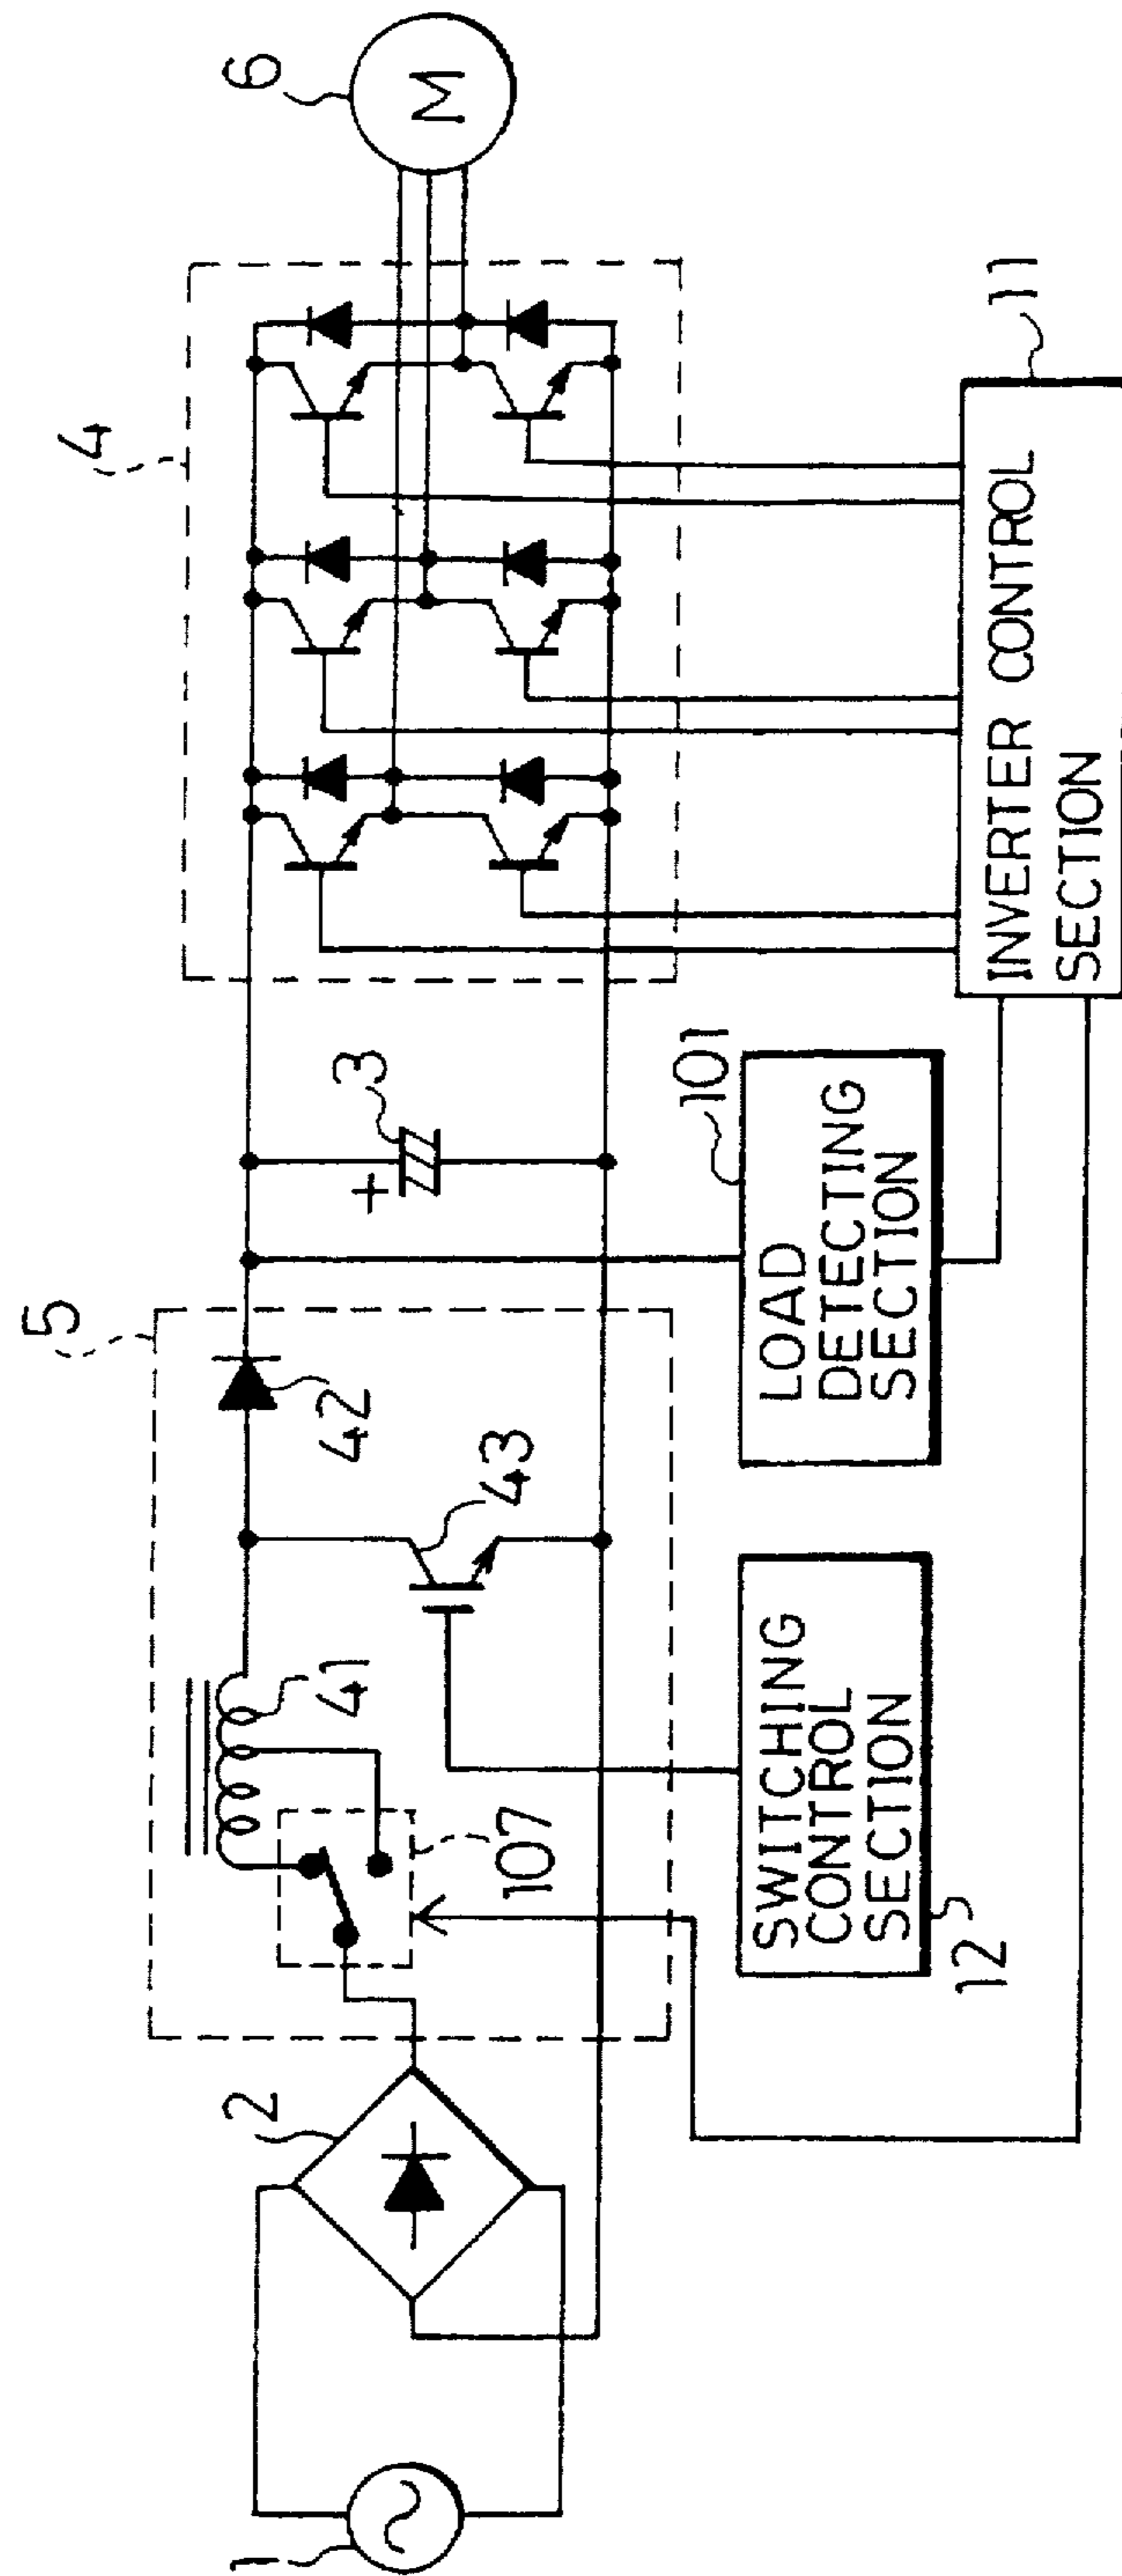 1
2
5
41
42
43
107
3
+
4
6
M
SWITCHING
CONTROL
SECTION
12
LOAD
DETECTING
SECTION
101
INVERTER CONTROL
SECTION
11